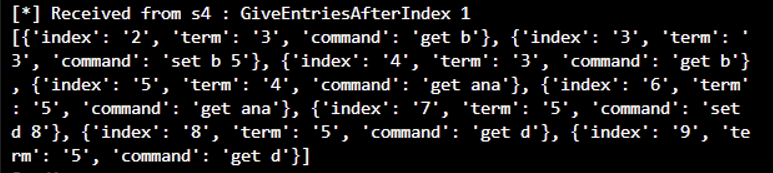 [*] Received from s4 : GiveEntriesAfterIndex 1
[{'index': '2', 'term': '3', 'command': 'get b'}, {'index': '3', 'term': '
3', 'command': 'set b 5'}, {'index': '4', 'term': '3', 'command': 'get b'}
, {'index': '5', 'term': '4', 'command': 'get ana'}, {'index': '6', 'term'
: '5', 'command': 'get ana'}, {'index': '7', 'term': '5', 'command': 'set 
d 8'}, {'index': '8', 'term': '5', 'command': 'get d'}, {'index': '9', 'te
rm': '5', 'command': 'get d'}]